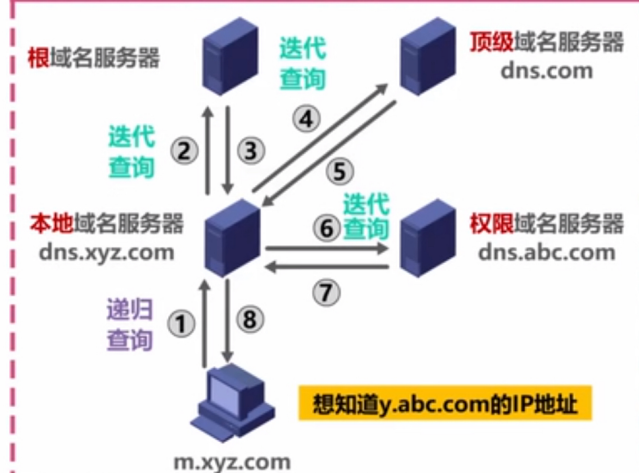 根域名服务器
迭代
查询
顶级域名服务器
dns.com
④
迭代
查询
②
③
⑤
本地域名服务器
dns.xyz.com
迭代
查询
⑥
权限域名服务器
dns.abc.com
⑦
递归
查询
①
⑧
想知道y.abc.com的IP地址
m.xyz.com